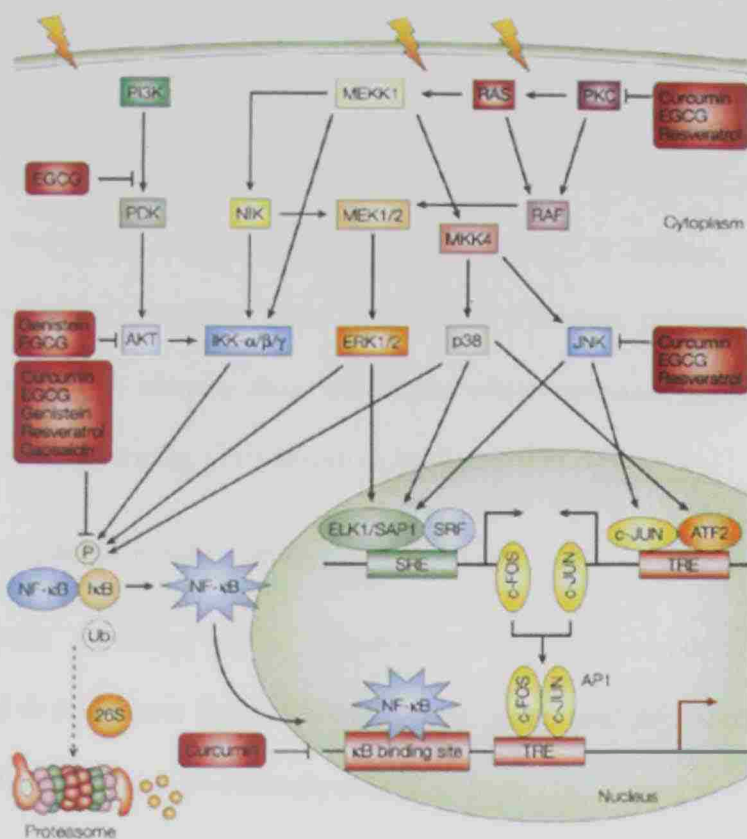 PI3K
MEKK1
RAS
PKC
Curcumin
EGCG
Resveratrol
EGCG
PDK
NIK
MEK1/2
RAF
MKK4
Cytoplasm
Genistein
EGCG
AKT
IKK-α/β/γ
ERK1/2
p38
JNK
Curcumin
EGCG
Resveratrol
Curcumin
EGCG
Genistein
Resveratrol
Capsaicin
P
ELK1/SAP1
SRF
c-JUN
ATF2
SRE
TRE
c-FOS
c-JUN
NF-κB
IκB
NF-κB
Ub
26S
c-FOS
c-JUN
AP1
NF-κB
Curcumin
κB binding site
TRE
Nucleus
Proteasome